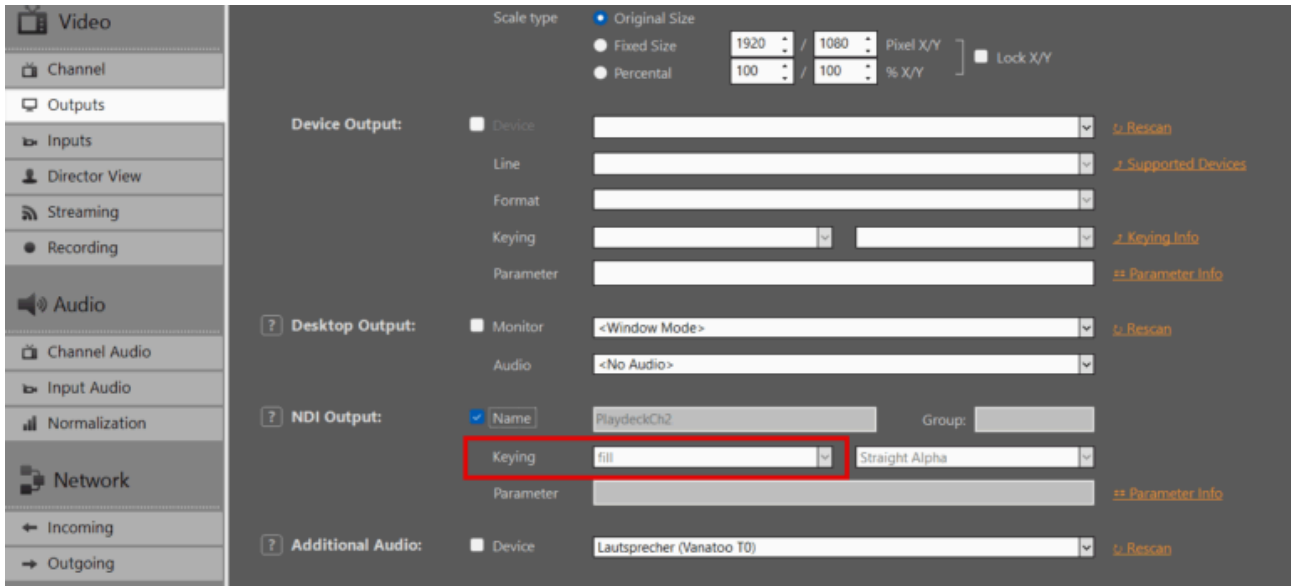 Video
Channel
Outputs
Inputs
Director View
Streaming
Recording
Audio
Channel Audio
Input Audio
Normalization
Network
Incoming
Outgoing
Scale type Original Size
Fixed Size 1920 / 1080 Pixel X/Y
Percental 100 / 100 % X/Y
Lock X/Y
Device Output: Device Rescan
Line Supported Devices
Format
Keying Keying Info
Parameter Parameter Info
? Desktop Output: Monitor <Window Mode> Rescan
Audio <No Audio>
? NDI Output: Name PlaydeckCh2 Group:
Keying fill Straight Alpha
Parameter Parameter Info
? Additional Audio: Device Lautsprecher (Vanatoo T0) Rescan